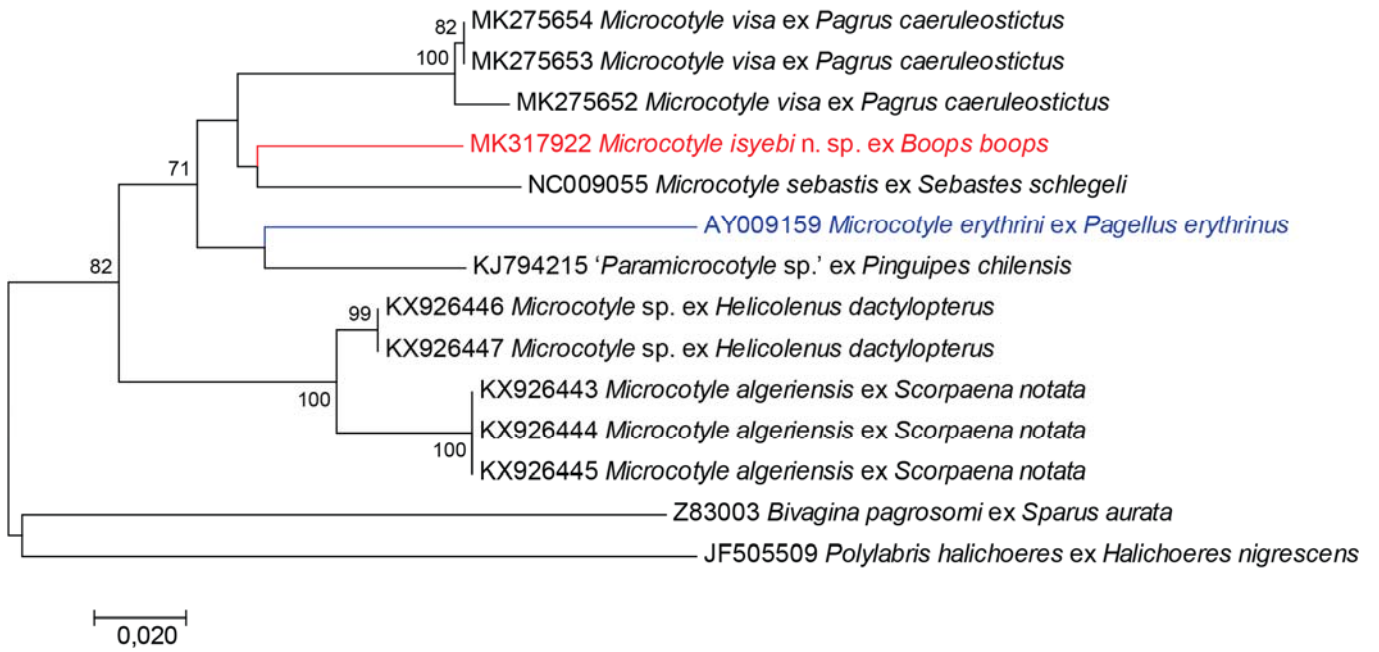 82
MK275654 Microcotyle visa ex Pagrus caeruleostictus
100
MK275653 Microcotyle visa ex Pagrus caeruleostictus
MK275652 Microcotyle visa ex Pagrus caeruleostictus
MK317922 Microcotyle isyebi n. sp. ex Boops boops
71
NC009055 Microcotyle sebastis ex Sebastes schlegeli
AY009159 Microcotyle erythrini ex Pagellus erythrinus
82
KJ794215 ‘Paramicrocotyle sp.’ ex Pinguipes chilensis
KX926446 Microcotyle sp. ex Helicolenus dactylopterus
99
KX926447 Microcotyle sp. ex Helicolenus dactylopterus
KX926443 Microcotyle algeriensis ex Scorpaena notata
100
KX926444 Microcotyle algeriensis ex Scorpaena notata
100
KX926445 Microcotyle algeriensis ex Scorpaena notata
Z83003 Bivagina pagrosomi ex Sparus aurata
JF505509 Polylabris halichoeres ex Halichoeres nigrescens
0,020